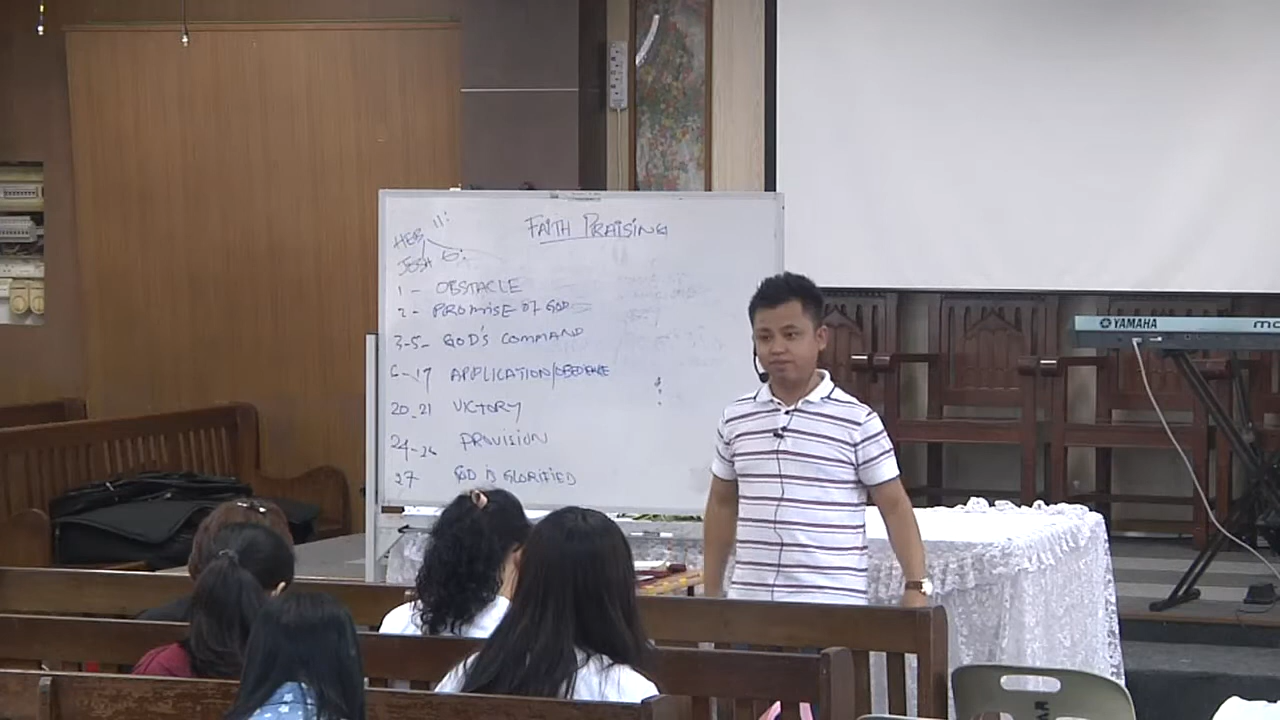 FAITH PRAISING
HEB 11:
JOSH 6:
1 - OBSTACLE
2 - PROMISE OF GOD
3-5- GOD'S COMMAND
6-17 APPLICATION/OBEDIENCE
20-21 VICTORY
24-26 PROVISION
27 GOD IS GLORIFIED
YAMAHA